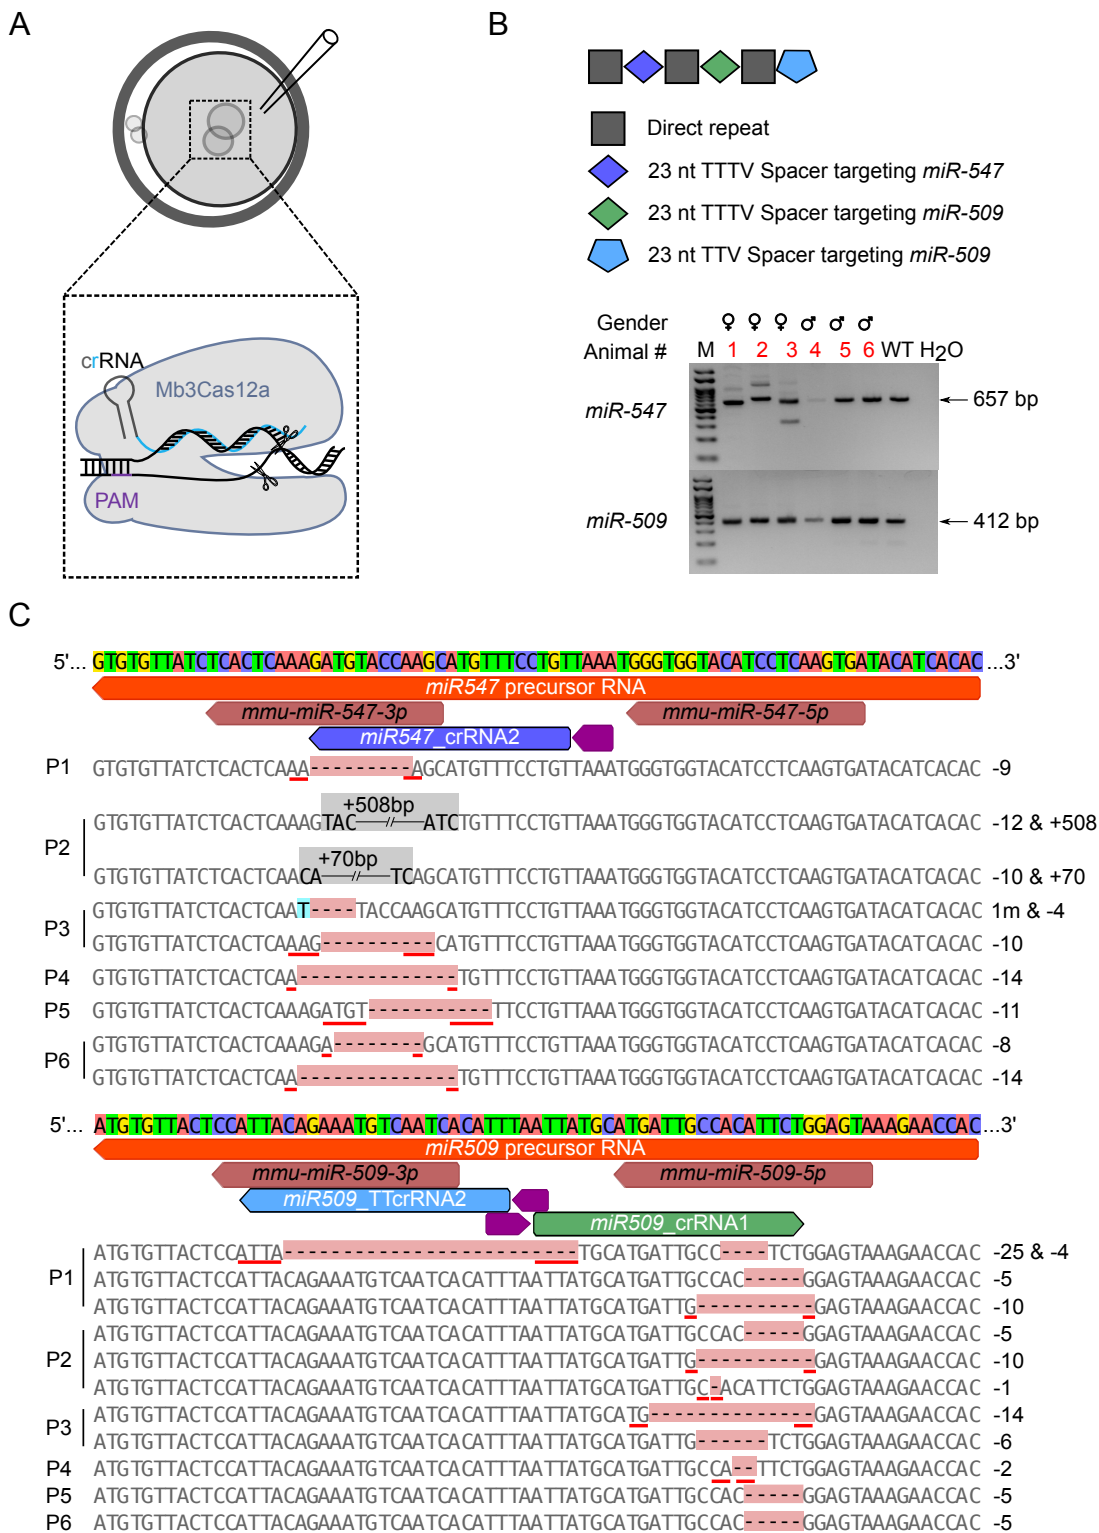 A
crRNA
Mb3Cas12a
PAM
B
Direct repeat
23 nt TTTV Spacer targeting miR-547
23 nt TTTV Spacer targeting miR-509
23 nt TTV Spacer targeting miR-509
Gender ♀ ♀ ♀ ♂ ♂ ♂
Animal # M 1 2 3 4 5 6 WT H2O
miR-547 657 bp
miR-509 412 bp
C
5'... GTGTGTTATCTCACTCAAAGATGTACCAAGCATGTTTCCTGTTAAATGGGTGGTACATCCTCAAGTGATACATCACAC ...3'
miR547 precursor RNA
mmu-miR-547-3p mmu-miR-547-5p
miR547_crRNA2
P1 GTGTGTTATCTCACTCAAA---------AGCATGTTTCCTGTTAAATGGGTGGTACATCCTCAAGTGATACATCACAC -9
+508bp
P2 GTGTGTTATCTCACTCAAAGTAC—//—ATCTGTTTCCTGTTAAATGGGTGGTACATCCTCAAGTGATACATCACAC -12 & +508
+70bp
GTGTGTTATCTCACTCAACA—//—TCAGCATGTTTCCTGTTAAATGGGTGGTACATCCTCAAGTGATACATCACAC -10 & +70
P3 GTGTGTTATCTCACTCAAT----TACCAAGCATGTTTCCTGTTAAATGGGTGGTACATCCTCAAGTGATACATCACAC 1m & -4
GTGTGTTATCTCACTCAAAG----------CATGTTTCCTGTTAAATGGGTGGTACATCCTCAAGTGATACATCACAC -10
P4 GTGTGTTATCTCACTCAA--------------TGTTTCCTGTTAAATGGGTGGTACATCCTCAAGTGATACATCACAC -14
P5 GTGTGTTATCTCACTCAAAGATGT-----------TTCCTGTTAAATGGGTGGTACATCCTCAAGTGATACATCACAC -11
P6 GTGTGTTATCTCACTCAAAGA--------GCATGTTTCCTGTTAAATGGGTGGTACATCCTCAAGTGATACATCACAC -8
GTGTGTTATCTCACTCAA--------------TGTTTCCTGTTAAATGGGTGGTACATCCTCAAGTGATACATCACAC -14
5'... ATGTGTTACTCCATTACAGAAATGTCAATCACATTTAATTATGCATGATTGCCACATTCTGGAGTAAAGAACCAC ...3'
miR509 precursor RNA
mmu-miR-509-3p mmu-miR-509-5p
miR509_TTcrRNA2
miR509_crRNA1
P1 ATGTGTTACTCCATTA-------------------------TGCATGATTGCC----TCTGGAGTAAAGAACCAC -25 & -4
ATGTGTTACTCCATTACAGAAATGTCAATCACATTTAATTATGCATGATTGCCAC-----GGAGTAAAGAACCAC -5
ATGTGTTACTCCATTACAGAAATGTCAATCACATTTAATTATGCATGATTG----------GAGTAAAGAACCAC -10
P2 ATGTGTTACTCCATTACAGAAATGTCAATCACATTTAATTATGCATGATTGCCAC-----GGAGTAAAGAACCAC -5
ATGTGTTACTCCATTACAGAAATGTCAATCACATTTAATTATGCATGATTG----------GAGTAAAGAACCAC -10
ATGTGTTACTCCATTACAGAAATGTCAATCACATTTAATTATGCATGATTGC-ACATTCTGGAGTAAAGAACCAC -1
P3 ATGTGTTACTCCATTACAGAAATGTCAATCACATTTAATTATGCATG--------------GAGTAAAGAACCAC -14
ATGTGTTACTCCATTACAGAAATGTCAATCACATTTAATTATGCATGATTG------TCTGGAGTAAAGAACCAC -6
P4 ATGTGTTACTCCATTACAGAAATGTCAATCACATTTAATTATGCATGATTGCCA--TTCTGGAGTAAAGAACCAC -2
P5 ATGTGTTACTCCATTACAGAAATGTCAATCACATTTAATTATGCATGATTGCCAC-----GGAGTAAAGAACCAC -5
P6 ATGTGTTACTCCATTACAGAAATGTCAATCACATTTAATTATGCATGATTGCCAC-----GGAGTAAAGAACCAC -5